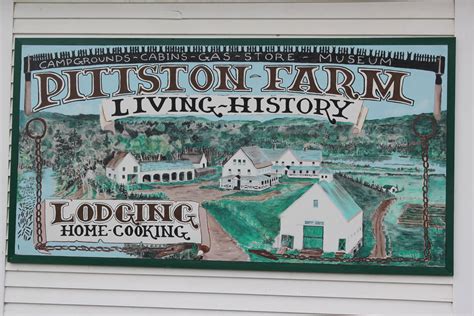 CAMPGROUNDS-CABINS-GAS-STORE-MUSEUM
PITTSTON-FARM
LIVING-HISTORY
LODGING
HOME-COOKING